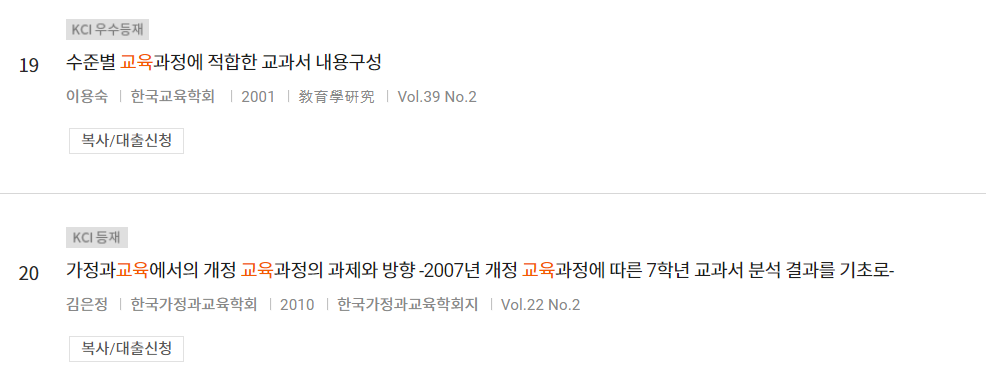 KCI 우수등재
19
수준별 교육과정에 적합한 교과서 내용구성
이용숙 | 한국교육학회 | 2001 | 敎育學硏究 | Vol.39 No.2
복사/대출신청
KCI 등재
20
가정과교육에서의 개정 교육과정의 과제와 방향 -2007년 개정 교육과정에 따른 7학년 교과서 분석 결과를 기초로-
김은정 | 한국가정과교육학회 | 2010 | 한국가정과교육학회지 | Vol.22 No.2
복사/대출신청